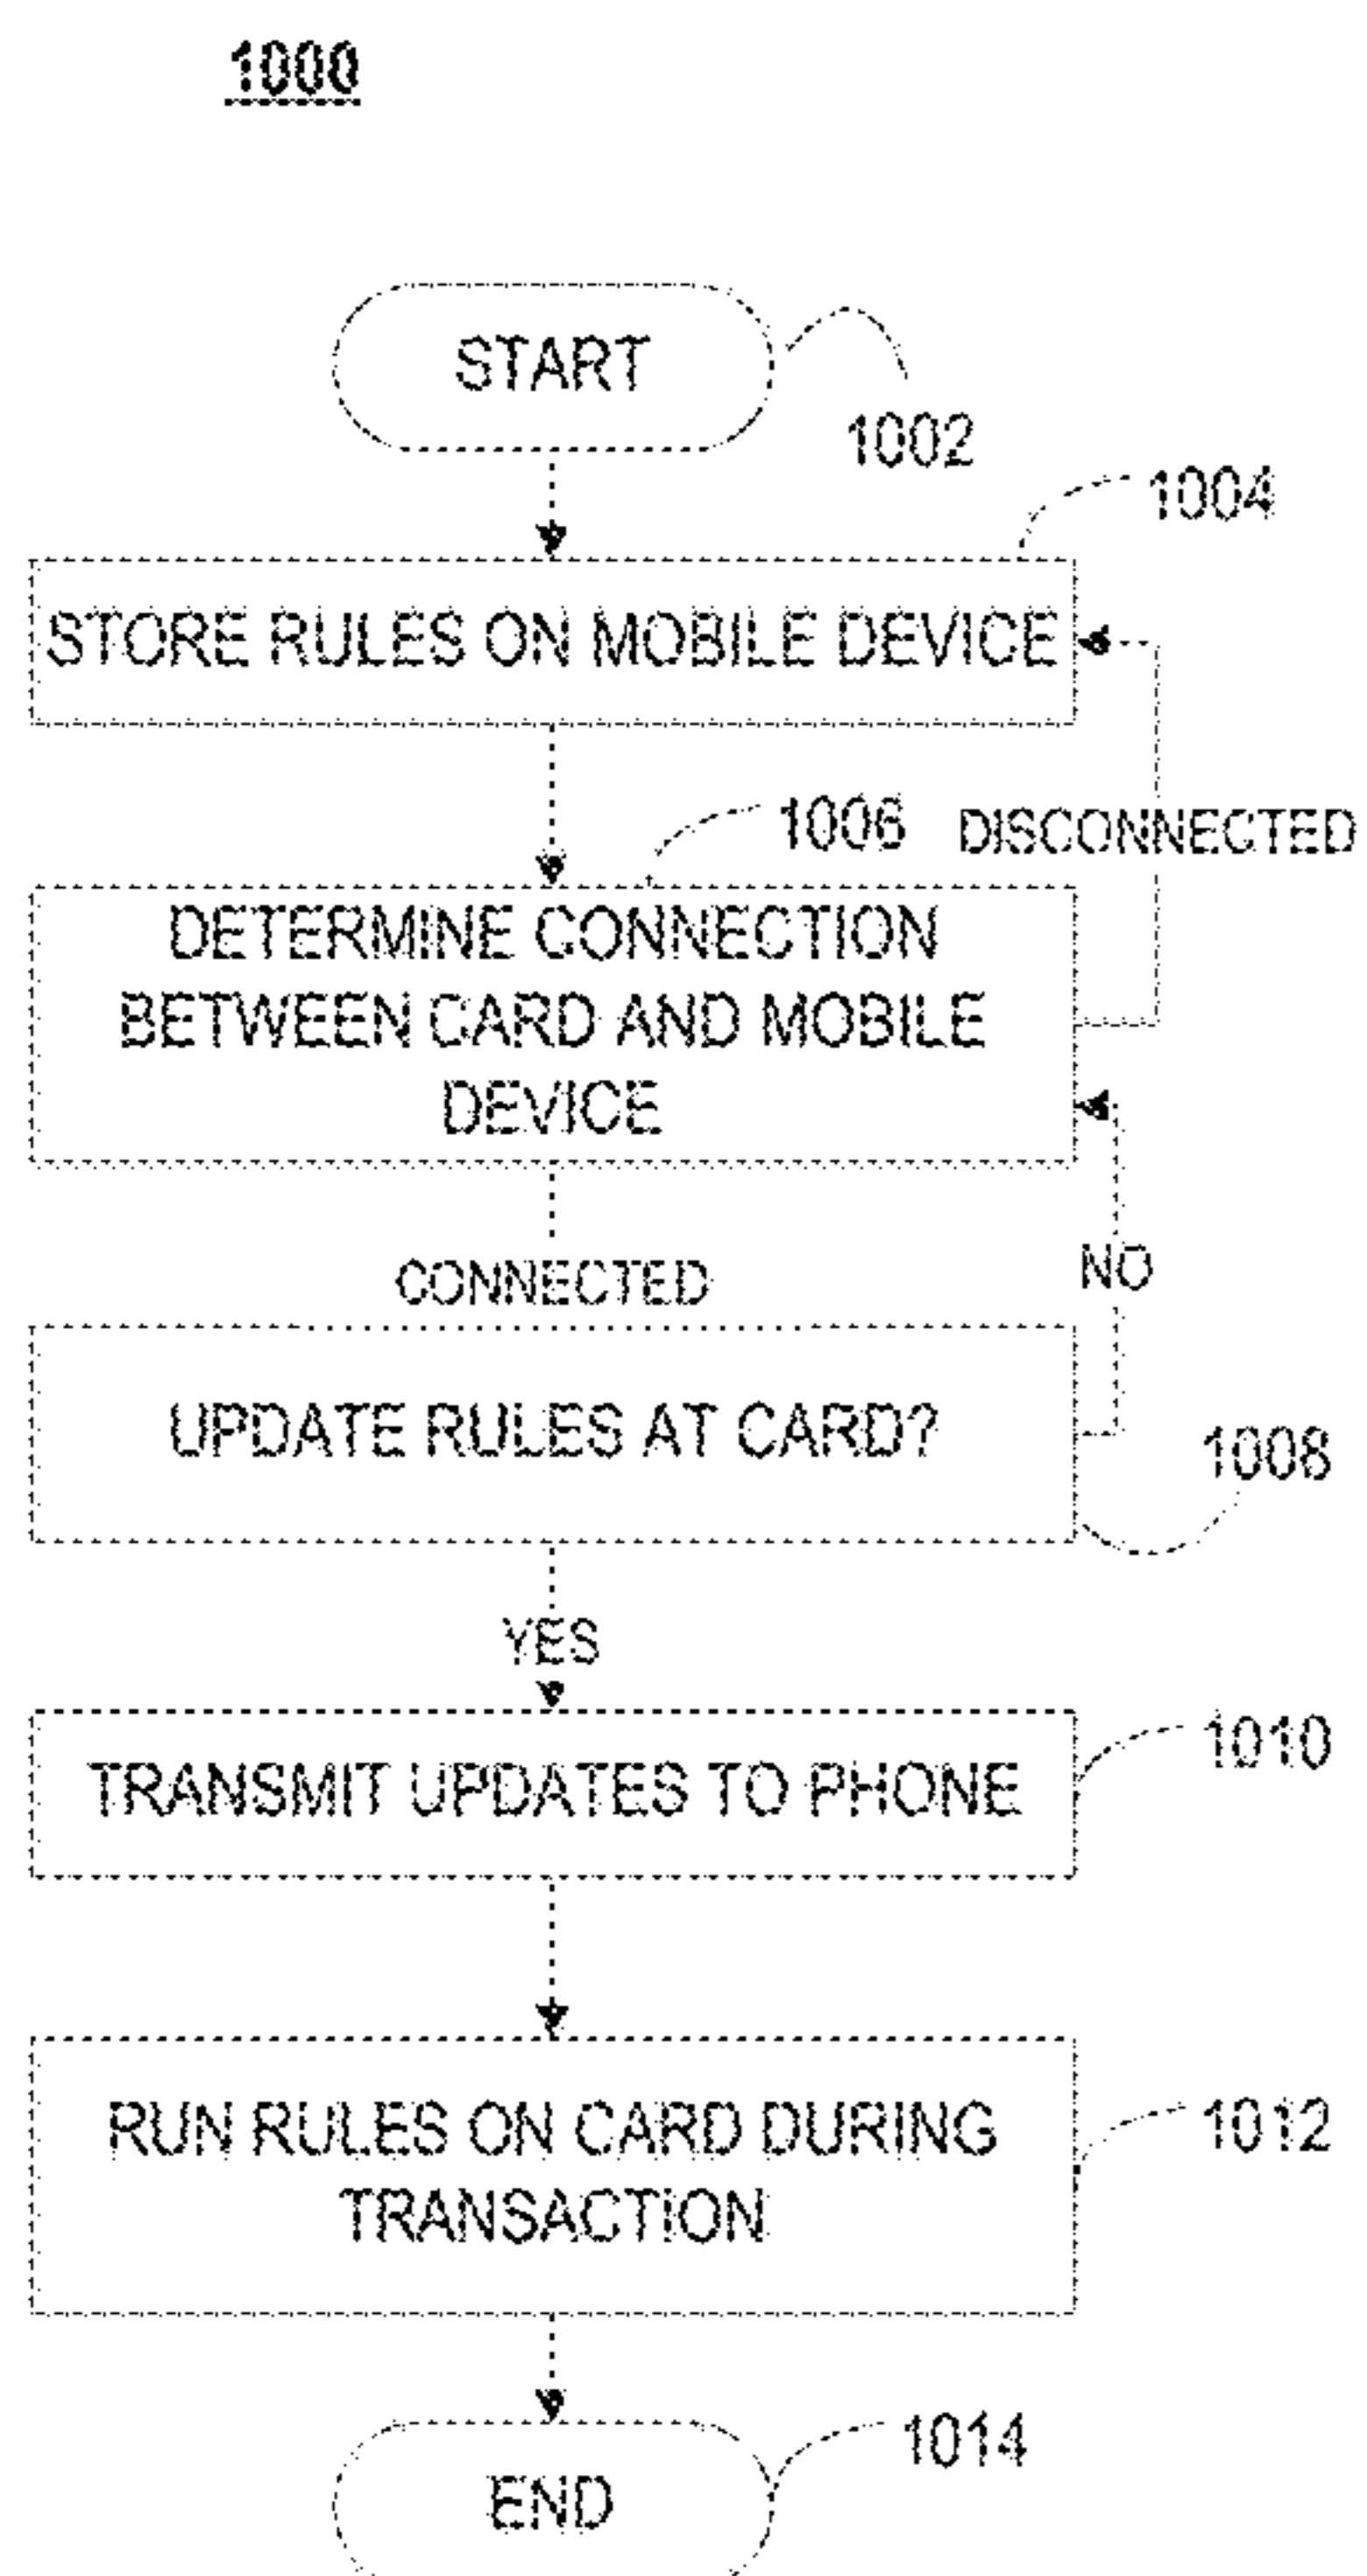 1000
START
1002
1004
STORE RULES ON MOBILE DEVICE
1006
DISCONNECTED
DETERMINE CONNECTION
BETWEEN CARD AND MOBILE
DEVICE
CONNECTED
NO
UPDATE RULES AT CARD?
1008
YES
TRANSMIT UPDATES TO PHONE
1010
RUN RULES ON CARD DURING
TRANSACTION
1012
END
1014